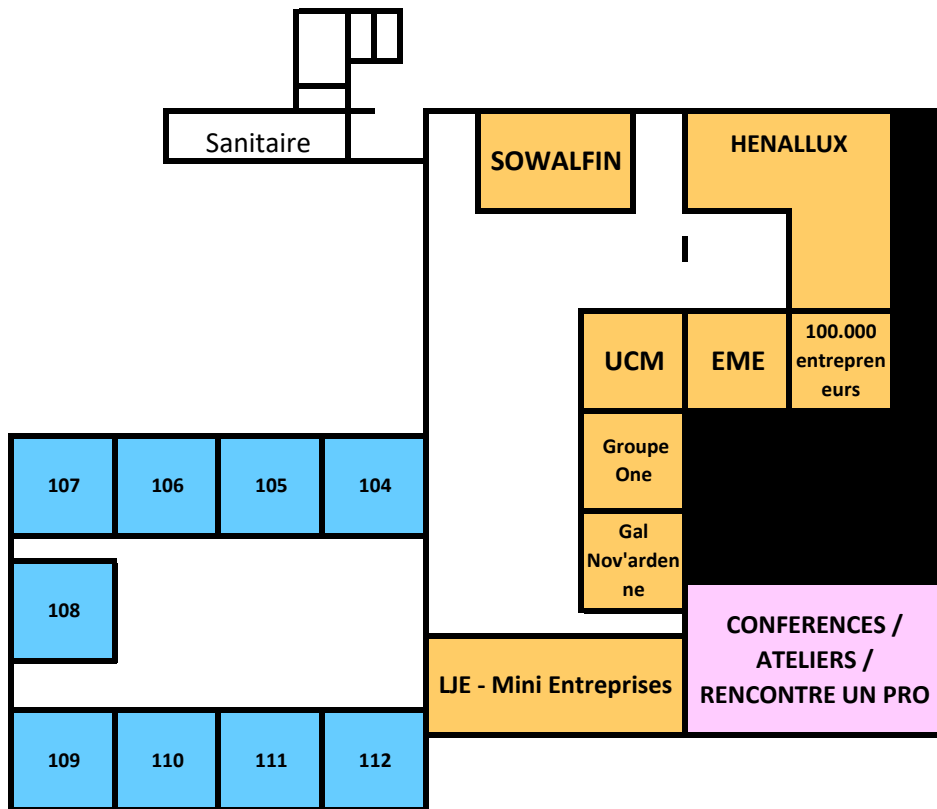 Sanitaire
SOWALFIN
HENALLUX
UCM
EME
100.000
entrepren
eurs
Groupe
One
107
106
105
104
Gal
Nov'arden
ne
108
CONFERENCES /
ATELIERS /
RENCONTRE UN PRO
LJE - Mini Entreprises
109
110
111
112